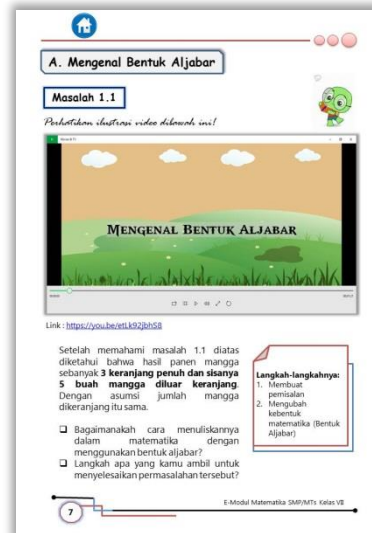 A. Mengenal Bentuk Aljabar
Masalah 1.1
Perhatikan ilustrasi video dibawah ini!
MENGENAL BENTUK ALJABAR
Link : https://you.be/etLk92jbhS8
Setelah memahami masalah 1.1 diatas
diketahui bahwa hasil panen mangga
sebanyak 3 keranjang penuh dan sisanya
5 buah mangga diluar keranjang.
Dengan asumsi jumlah mangga
dikeranjang itu sama.
❑ Bagaimanakah cara menuliskannya
dalam matematika dengan
menggunakan bentuk aljabar?
❑ Langkah apa yang kamu ambil untuk
menyelesaikan permasalahan tersebut?
Langkah-langkahnya:
1. Membuat
pemisalan
2. Mengubah
kebentuk
matematika (Bentuk
Aljabar)
7
E-Modul Matematika SMP/MTs Kelas VII